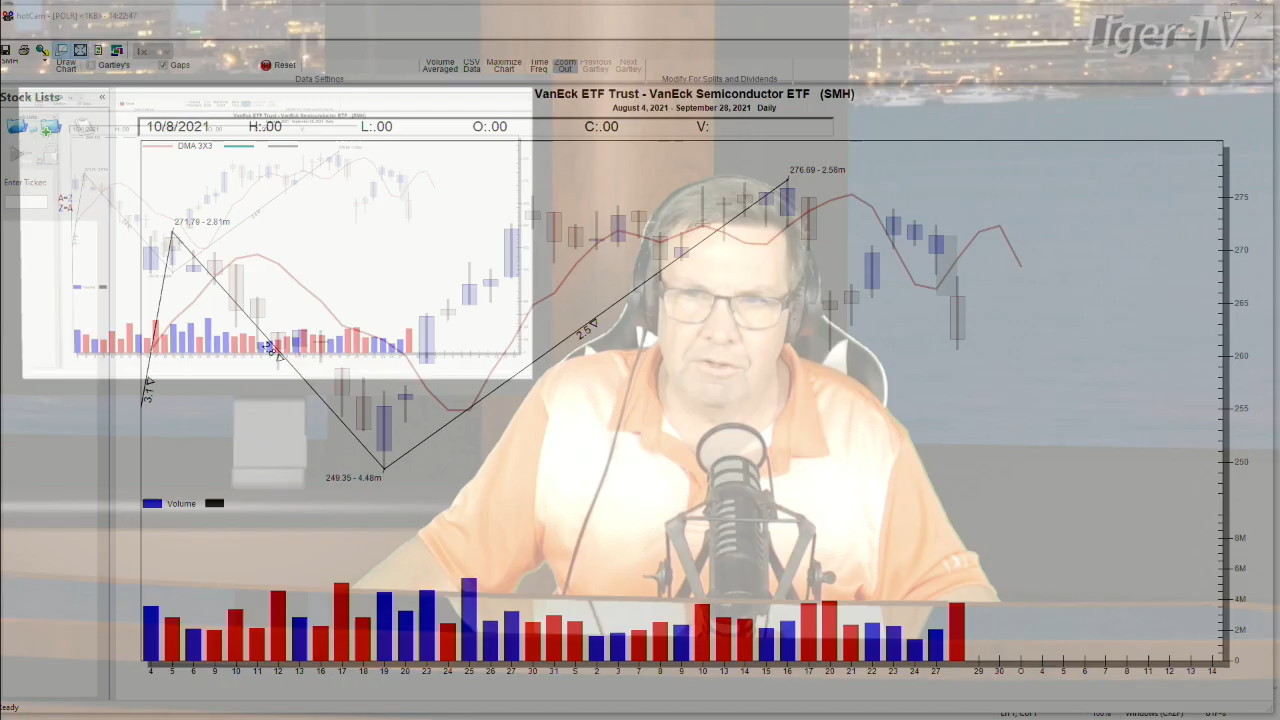 hotCam - [PDLR] <1KB> - 14:22:47
Tiger TV
SMH
Draw Chart
Gartley's
1x
Gaps
Reset
Volume Averaged
CSV Data
Maximize Chart
Time Freq
Zoom Out
Previous Gartley
Next Gartley
Data Settings
Modify For Splits and Dividends
Stock Lists
VanEck ETF Trust - VanEck Semiconductor ETF (SMH)
August 4, 2021 - September 28, 2021 Daily
10/8/2021 H:.00 L:.00 O:.00 C:.00 V:
DMA 3X3
Enter Ticker:
A=Z
Z=A
276.69 - 2.58m
271.79 - 2.81m
249.35 - 4.48m
2.5
3.1
275
270
265
260
255
250
Volume
8M
6M
4M
2M
0
4 5 6 9 10 11 12 13 16 17 18 19 20 23 24 25 26 27 30 31 1 2 3 7 8 9 10 13 14 15 16 17 20 21 22 23 24 27 28 29 30 O 4 5 6 7 8 11 12 13 14
Ready